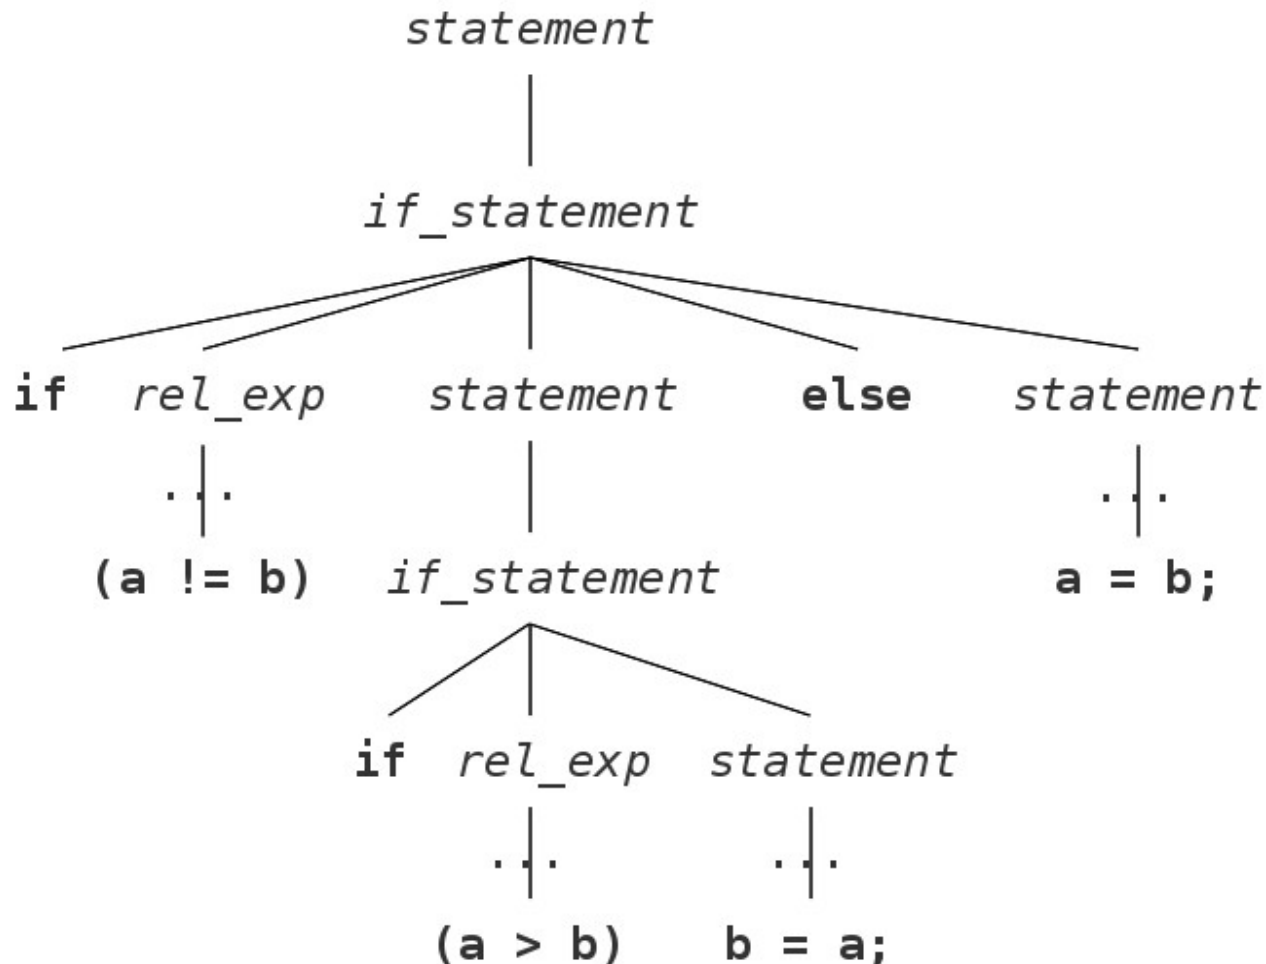 statement
if_statement
if rel_exp statement else statement
... ...
(a != b) if_statement a = b;
if rel_exp statement
... ...
(a > b) b = a;